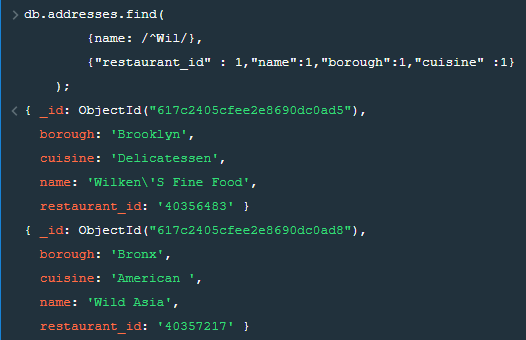 > db.addresses.find(
{name: /^Wil/},
{"restaurant_id" : 1,"name":1,"borough":1,"cuisine" :1}
);
< { _id: ObjectId("617c2405cfee2e8690dc0ad5"),
borough: 'Brooklyn',
cuisine: 'Delicatessen',
name: 'Wilken\'S Fine Food',
restaurant_id: '40356483' }
{ _id: ObjectId("617c2405cfee2e8690dc0ad8"),
borough: 'Bronx',
cuisine: 'American ',
name: 'Wild Asia',
restaurant_id: '40357217' }